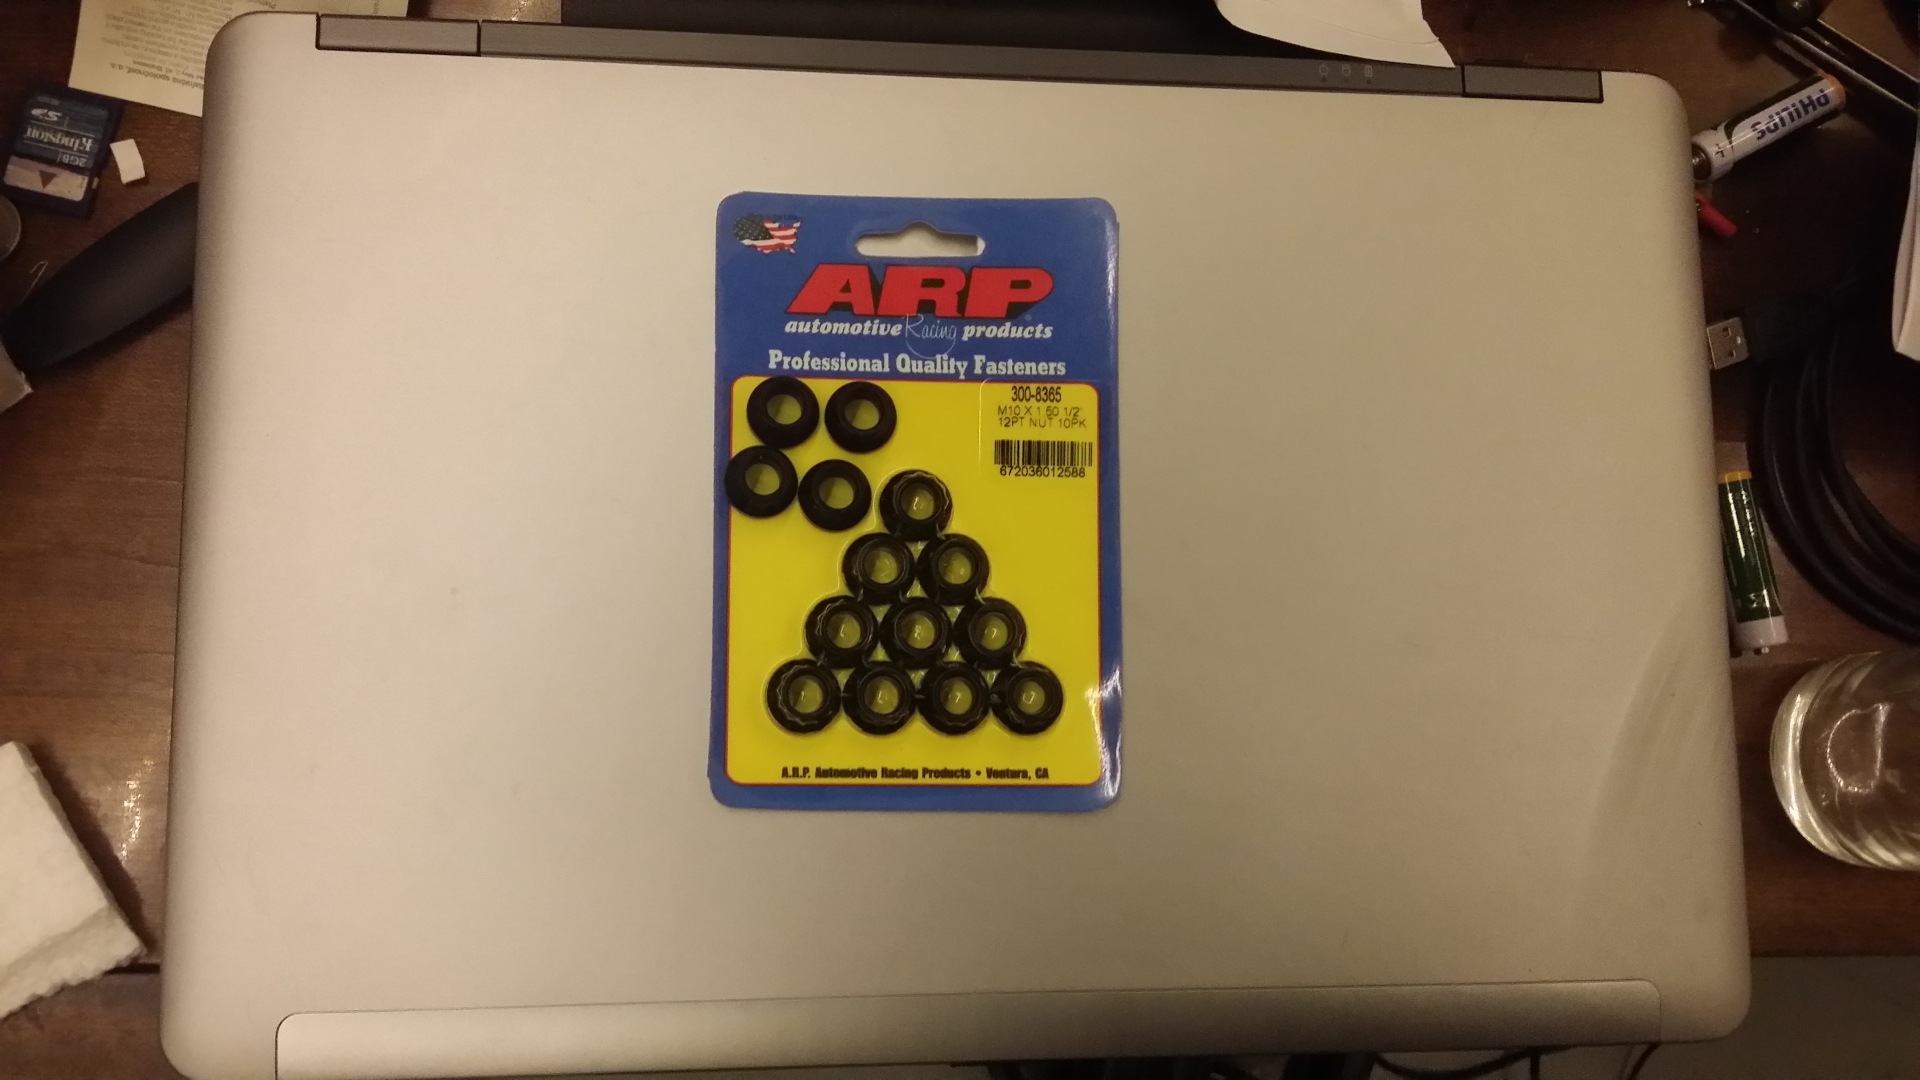 ARP
automotive Racing products
Professional Quality Fasteners
300-8365
M10 X 1.50 1/2"
12PT NUT 10PK
672036012588
A.R.P. Automotive Racing Products • Ventura, CA
Kingston
2GB
PHILIPS